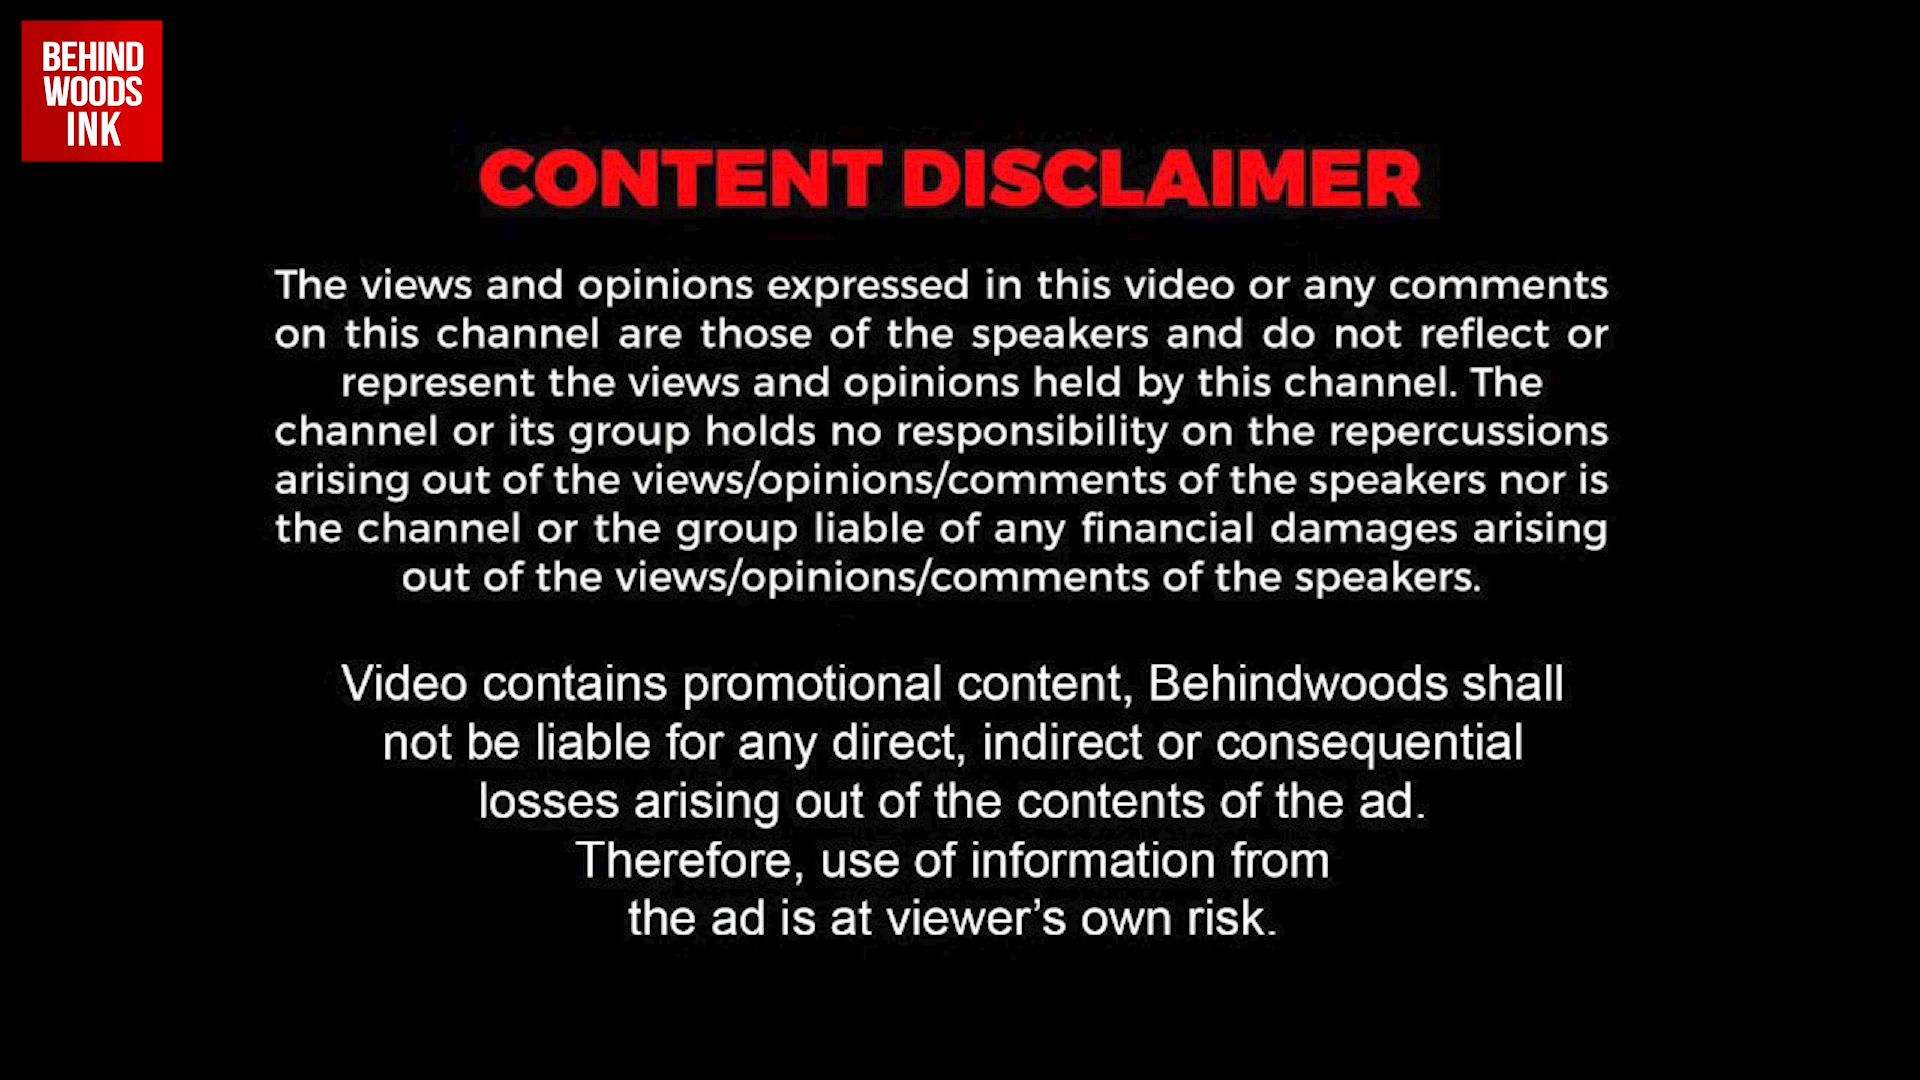 BEHIND
WOODS
INK
CONTENT DISCLAIMER
The views and opinions expressed in this video or any comments
on this channel are those of the speakers and do not reflect or
represent the views and opinions held by this channel. The
channel or its group holds no responsibility on the repercussions
arising out of the views/opinions/comments of the speakers nor is
the channel or the group liable of any financial damages arising
out of the views/opinions/comments of the speakers.
Video contains promotional content, Behindwoods shall
not be liable for any direct, indirect or consequential
losses arising out of the contents of the ad.
Therefore, use of information from
the ad is at viewer’s own risk.